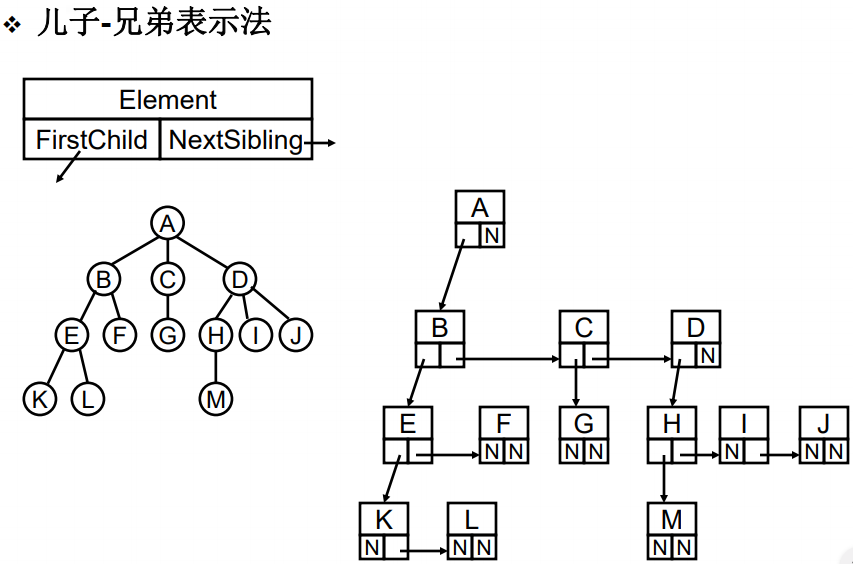 ❖ 儿子-兄弟表示法
Element
FirstChild NextSibling
A
B C D
E F G H I J
K L M
A
N
B C D
N
E F G H I J
N N N N N N N
K L M
N N N N N